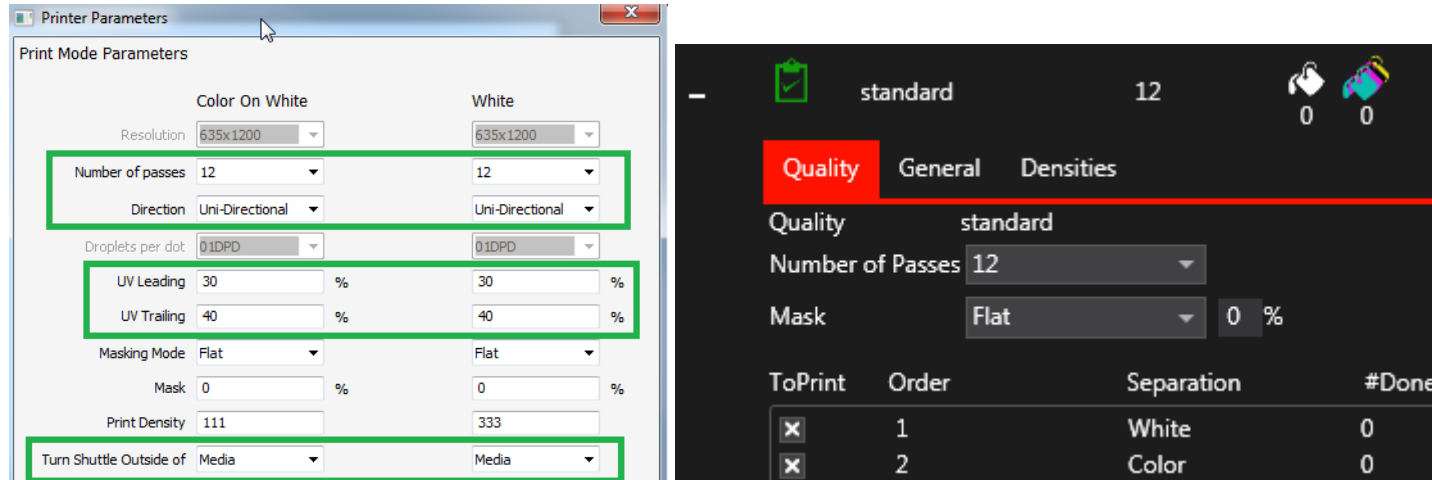 Printer Parameters
Print Mode Parameters
Color On White White
Resolution 635x1200 635x1200
Number of passes 12 12
Direction Uni-Directional Uni-Directional
Droplets per dot 01DPD 01DPD
UV Leading 30 % 30 %
UV Trailing 40 % 40 %
Masking Mode Flat Flat
Mask 0 % 0 %
Print Density 111 333
Turn Shuttle Outside of Media Media
standard 12
0 0
Quality General Densities
Quality standard
Number of Passes 12
Mask Flat 0 %
ToPrint Order Separation #Done
1 White 0
2 Color 0